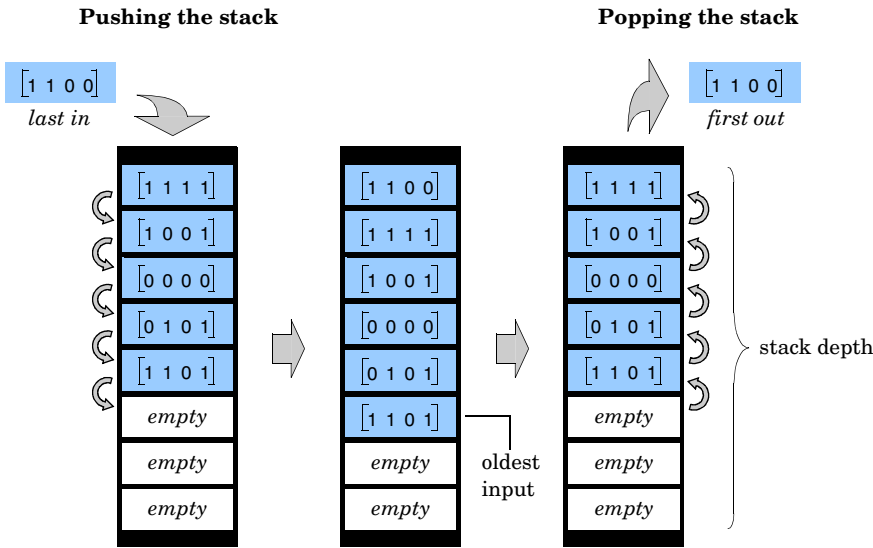 Pushing the stack
Popping the stack
[1 1 0 0]
last in
[1 1 0 0]
first out
[1 1 1 1]
[1 0 0 1]
[0 0 0 0]
[0 1 0 1]
[1 1 0 1]
empty
empty
empty
[1 1 0 0]
[1 1 1 1]
[1 0 0 1]
[0 0 0 0]
[0 1 0 1]
[1 1 0 1]
empty
empty
oldest
input
[1 1 1 1]
[1 0 0 1]
[0 0 0 0]
[0 1 0 1]
[1 1 0 1]
empty
empty
empty
stack depth